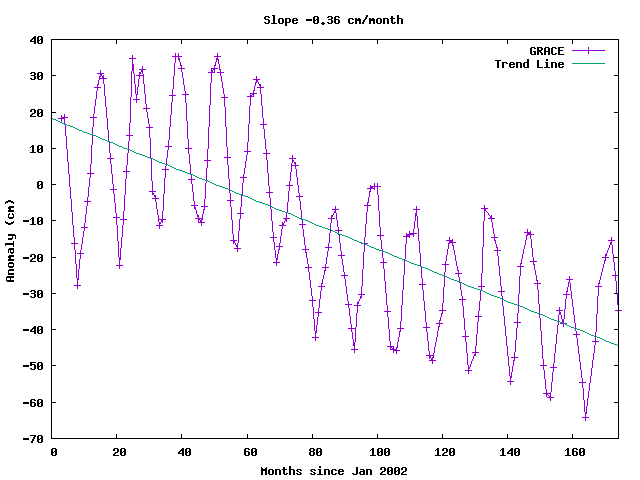 Slope -0.36 cm/month
GRACE
Trend Line
40
30
20
10
0
-10
-20
-30
-40
-50
-60
-70
Anomaly (cm)
0 20 40 60 80 100 120 140 160
Months since Jan 2002